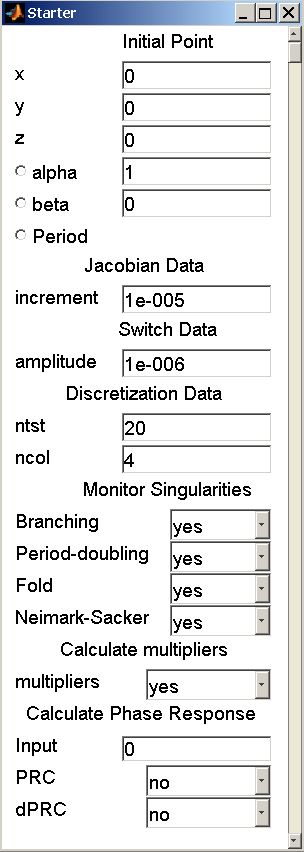 Starter
Initial Point
x 0
y 0
z 0
alpha 1
beta 0
Period
Jacobian Data
increment 1e-005
Switch Data
amplitude 1e-006
Discretization Data
ntst 20
ncol 4
Monitor Singularities
Branching yes
Period-doubling yes
Fold yes
Neimark-Sacker yes
Calculate multipliers
multipliers yes
Calculate Phase Response
Input 0
PRC no
dPRC no